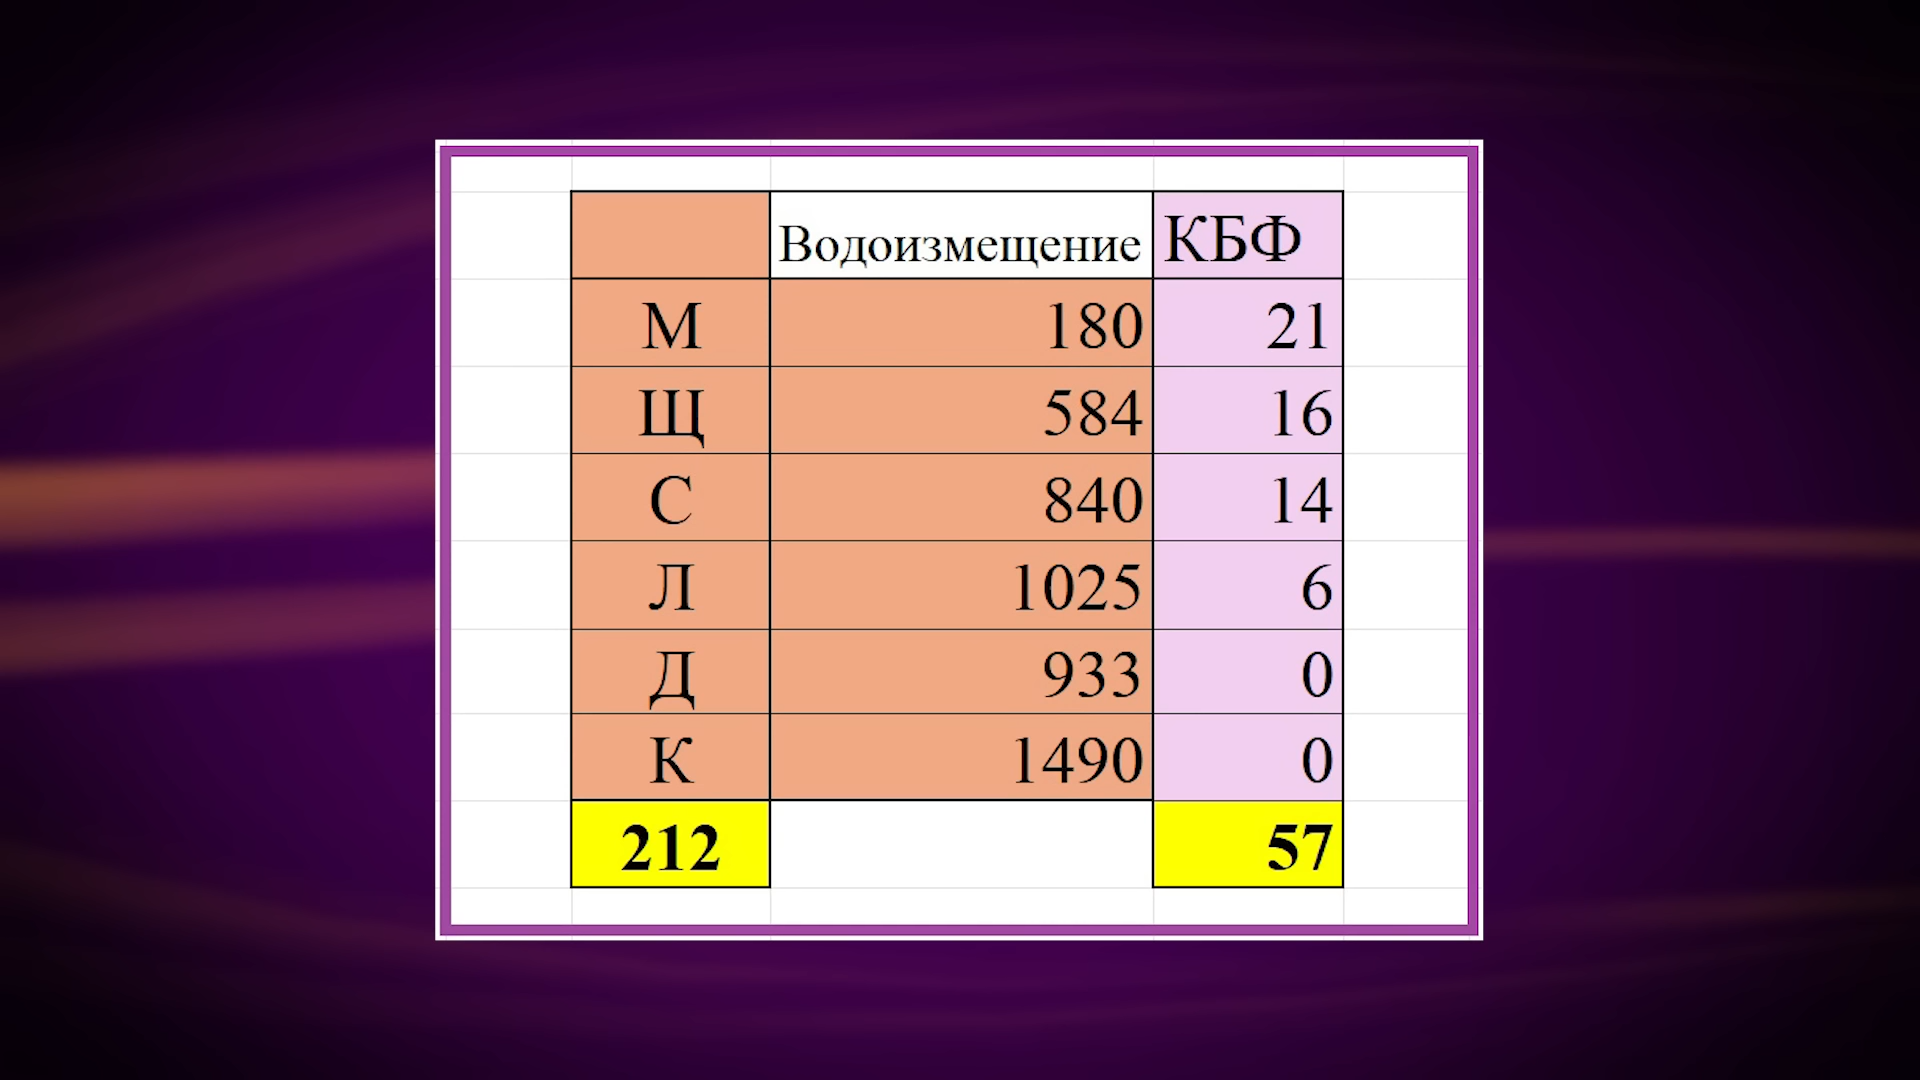 Водоизмещение КБФ
М 180 21
Щ 584 16
С 840 14
Л 1025 6
Д 933 0
К 1490 0
212 57